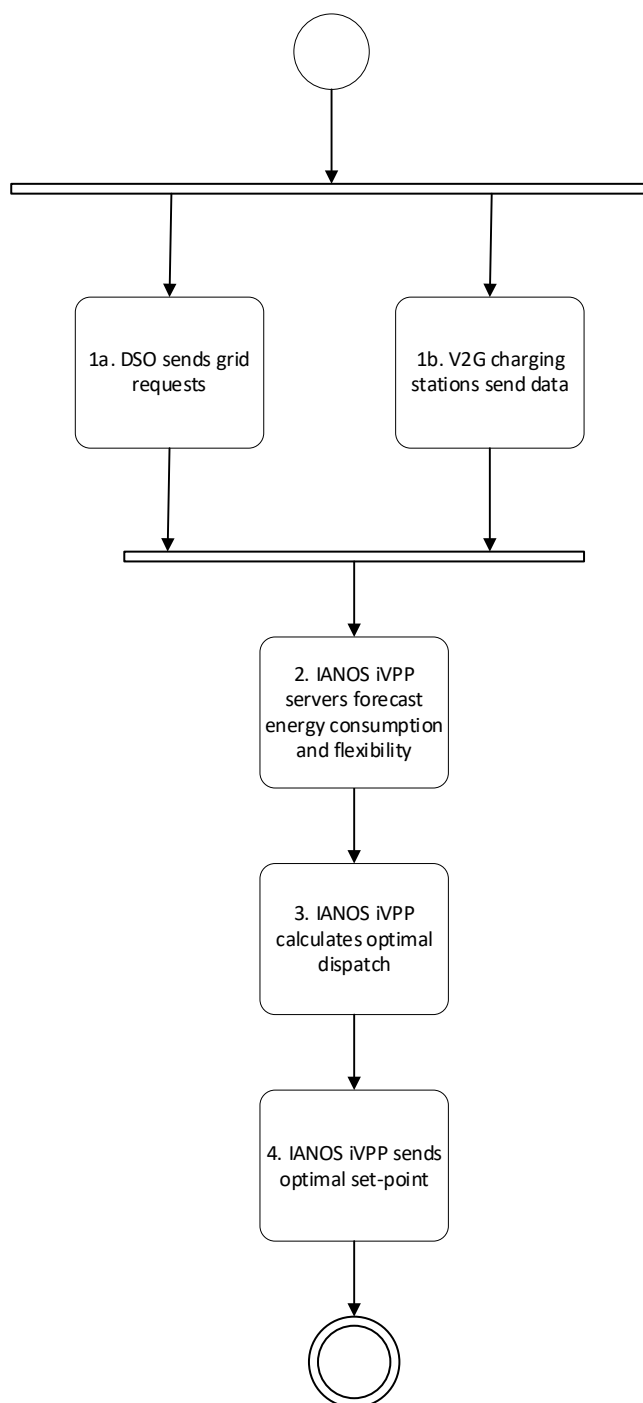 1a. DSO sends grid
requests
1b. V2G charging
stations send data
2. IANOS iVPP
servers forecast
energy consumption
and flexibility
3. IANOS iVPP
calculates optimal
dispatch
4. IANOS iVPP sends
optimal set-point